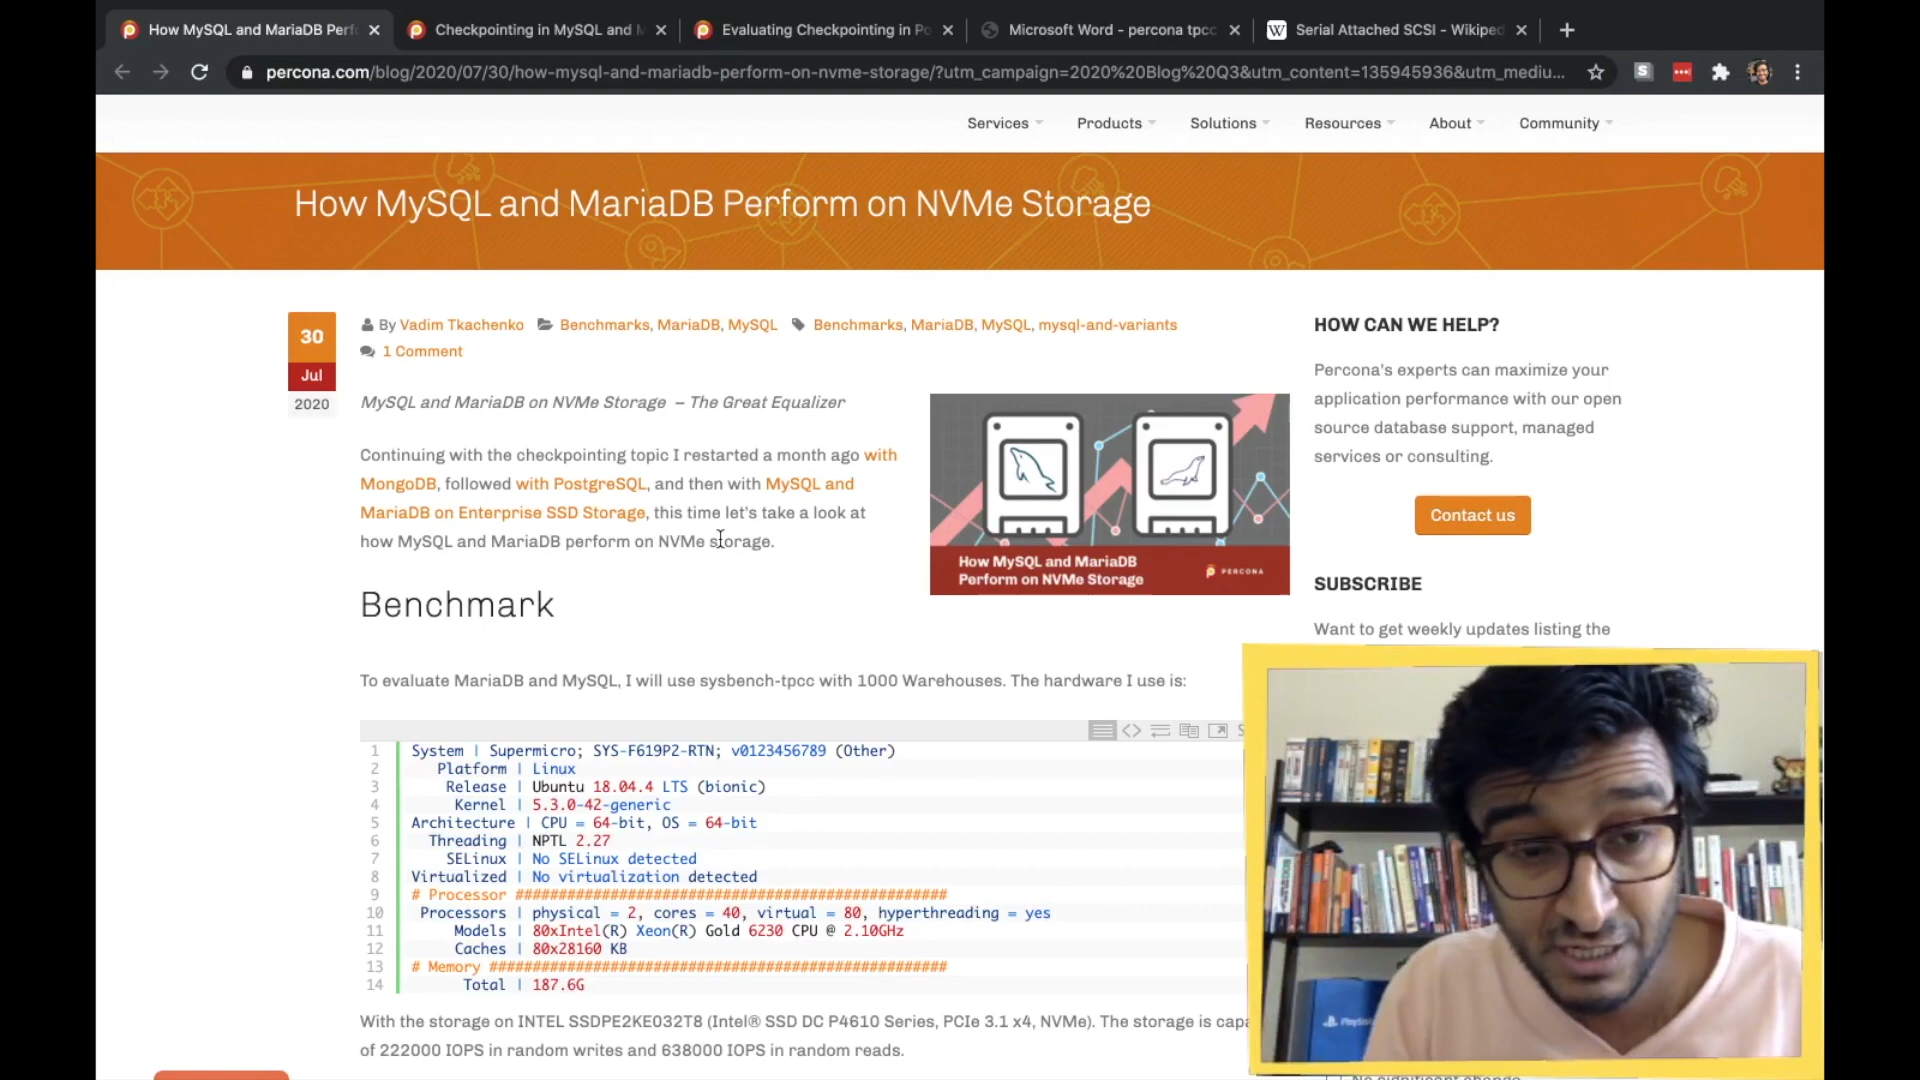 How MySQL and MariaDB Perf
Checkpointing in MySQL and M
Evaluating Checkpointing in Po
Microsoft Word - percona tpcc
Serial Attached SCSI - Wikiped
percona.com/blog/2020/07/30/how-mysql-and-mariadb-perform-on-nvme-storage/?utm_campaign=2020%20Blog%20Q3&utm_content=135945936&utm_mediu...
Services
Products
Solutions
Resources
About
Community
How MySQL and MariaDB Perform on NVMe Storage
30
Jul
2020
By Vadim Tkachenko Benchmarks, MariaDB, MySQL Benchmarks, MariaDB, MySQL, mysql-and-variants
1 Comment
MySQL and MariaDB on NVMe Storage – The Great Equalizer
Continuing with the checkpointing topic I restarted a month ago with
MongoDB, followed with PostgreSQL, and then with MySQL and
MariaDB on Enterprise SSD Storage, this time let's take a look at
how MySQL and MariaDB perform on NVMe storage.
How MySQL and MariaDB
Perform on NVMe Storage
PERCONA
Benchmark
To evaluate MariaDB and MySQL, I will use sysbench-tpcc with 1000 Warehouses. The hardware I use is:
1 System | Supermicro; SYS-F619P2-RTN; v0123456789 (Other)
2 Platform | Linux
3 Release | Ubuntu 18.04.4 LTS (bionic)
4 Kernel | 5.3.0-42-generic
5 Architecture | CPU = 64-bit, OS = 64-bit
6 Threading | NPTL 2.27
7 SELinux | No SELinux detected
8 Virtualized | No virtualization detected
9 # Processor ##################################################
10 Processors | physical = 2, cores = 40, virtual = 80, hyperthreading = yes
11 Models | 80xIntel(R) Xeon(R) Gold 6230 CPU @ 2.10GHz
12 Caches | 80x28160 KB
13 # Memory #####################################################
14 Total | 187.6G
With the storage on INTEL SSDPE2KE032T8 (Intel® SSD DC P4610 Series, PCIe 3.1 x4, NVMe). The storage is capa
of 222000 IOPS in random writes and 638000 IOPS in random reads.
HOW CAN WE HELP?
Percona's experts can maximize your
application performance with our open
source database support, managed
services or consulting.
Contact us
SUBSCRIBE
Want to get weekly updates listing the